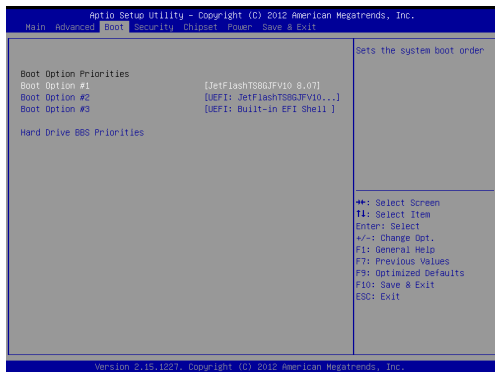 Aptio Setup Utility – Copyright (C) 2012 American Megatrends, Inc.
Main Advanced Boot Security Chipset Power Save & Exit
Sets the system boot order
Boot Option Priorities
Boot Option #1 [JetFlashTS8GJFV10 8.07]
Boot Option #2 [UEFI: JetFlashTS8GJFV10...]
Boot Option #3 [UEFI: Built-in EFI Shell ]
Hard Drive BBS Priorities
→←: Select Screen
↑↓: Select Item
Enter: Select
+/-: Change Opt.
F1: General Help
F7: Previous Values
F9: Optimized Defaults
F10: Save & Exit
ESC: Exit
Version 2.15.1227. Copyright (C) 2012 American Megatrends, Inc.